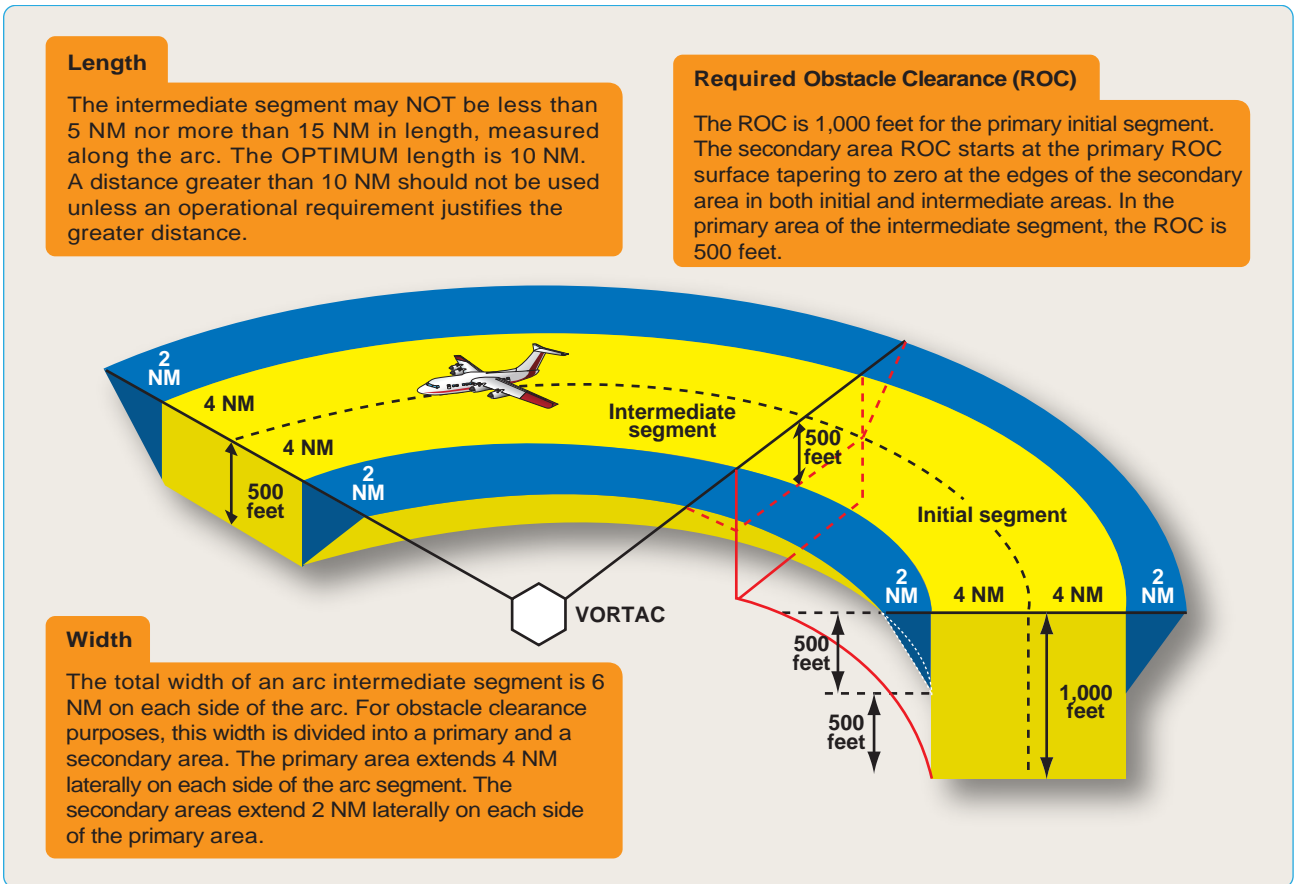 Length
The intermediate segment may NOT be less than
5 NM nor more than 15 NM in length, measured
along the arc. The OPTIMUM length is 10 NM.
A distance greater than 10 NM should not be used
unless an operational requirement justifies the
greater distance.
Required Obstacle Clearance (ROC)
The ROC is 1,000 feet for the primary initial segment.
The secondary area ROC starts at the primary ROC
surface tapering to zero at the edges of the secondary
area in both initial and intermediate areas. In the
primary area of the intermediate segment, the ROC is
500 feet.
2
NM
4 NM
4 NM
2
NM
500
feet
Intermediate
segment
500
feet
Initial segment
2
NM
4 NM
4 NM
2
NM
VORTAC
500
feet
500
feet
1,000
feet
Width
The total width of an arc intermediate segment is 6
NM on each side of the arc. For obstacle clearance
purposes, this width is divided into a primary and a
secondary area. The primary area extends 4 NM
laterally on each side of the arc segment. The
secondary areas extend 2 NM laterally on each side
of the primary area.